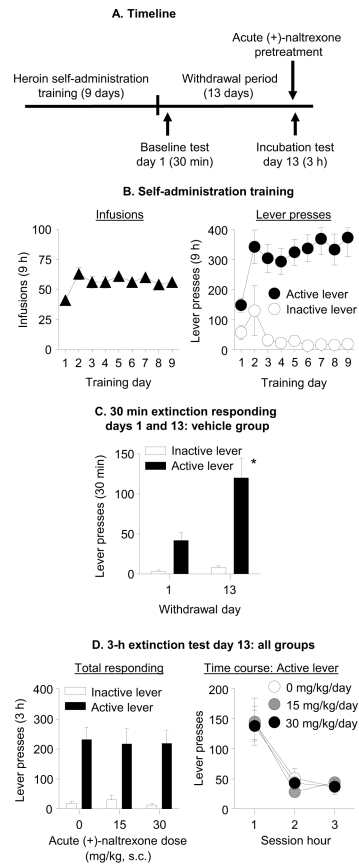 A. Timeline
Acute (+)-naltrexone
pretreatment
Heroin self-administration
training (9 days)
Withdrawal period
(13 days)
Baseline test
day 1 (30 min)
Incubation test
day 13 (3 h)
B. Self-administration training
Infusions
Infusions (9 h)
100
75
50
25
0
1 2 3 4 5 6 7 8 9
Training day
Lever presses
Lever presses (9 h)
400
300
200
100
0
Active lever
Inactive lever
1 2 3 4 5 6 7 8 9
Training day
C. 30 min extinction responding
days 1 and 13: vehicle group
Lever presses (30 min)
150
100
50
0
Inactive lever
Active lever
*
1 13
Withdrawal day
D. 3-h extinction test day 13: all groups
Total responding
Lever presses (3 h)
400
300
200
100
0
Inactive lever
Active lever
0 15 30
Acute (+)-naltrexone dose
(mg/kg, s.c.)
Time course: Active lever
Lever presses
200
150
100
50
0
0 mg/kg/day
15 mg/kg/day
30 mg/kg/day
1 2 3
Session hour